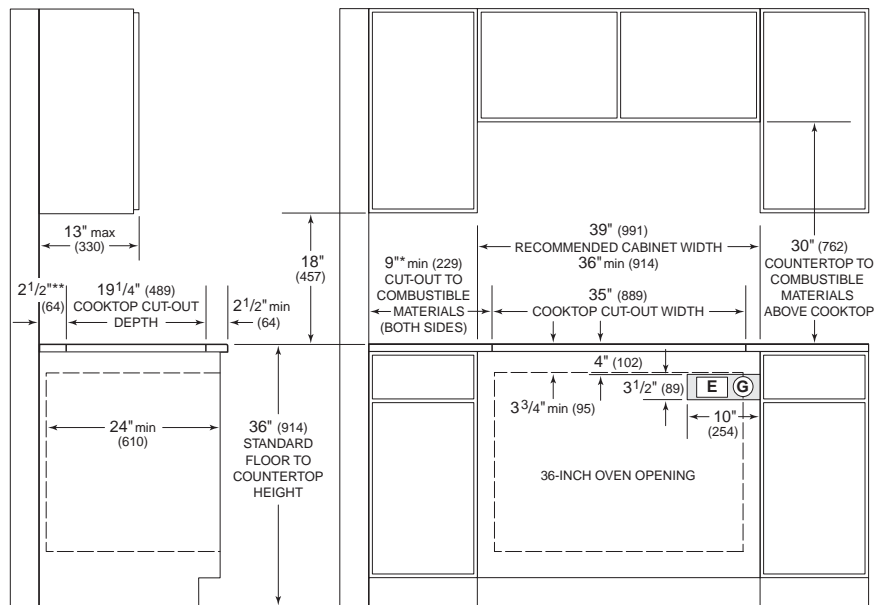 13" max
(330)
2 1/2"**
(64)
19 1/4" (489)
COOKTOP CUT-OUT
DEPTH
2 1/2" min
(64)
18"
(457)
24" min
(610)
36" (914)
STANDARD
FLOOR TO
COUNTERTOP
HEIGHT
9"* min (229)
CUT-OUT TO
COMBUSTIBLE
MATERIALS
(BOTH SIDES)
39" (991)
RECOMMENDED CABINET WIDTH
36" min (914)
35" (889)
COOKTOP CUT-OUT WIDTH
30" (762)
COUNTERTOP TO
COMBUSTIBLE
MATERIALS
ABOVE COOKTOP
4" (102)
3 1/2" (89)
E
G
3 3/4" min (95)
10"
(254)
36-INCH OVEN OPENING